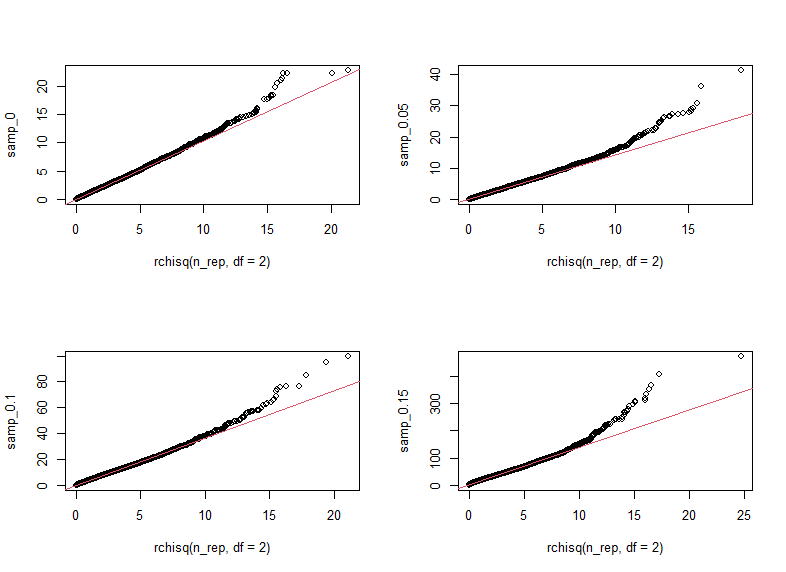 samp_0
0 5 10 15 20
0 5 10 15 20
rchisq(n_rep, df = 2)
samp_0.05
0 10 20 30 40
0 5 10 15
rchisq(n_rep, df = 2)
samp_0.1
0 20 40 60 80
0 5 10 15 20
rchisq(n_rep, df = 2)
samp_0.15
0 100 300
0 5 10 15 20 25
rchisq(n_rep, df = 2)